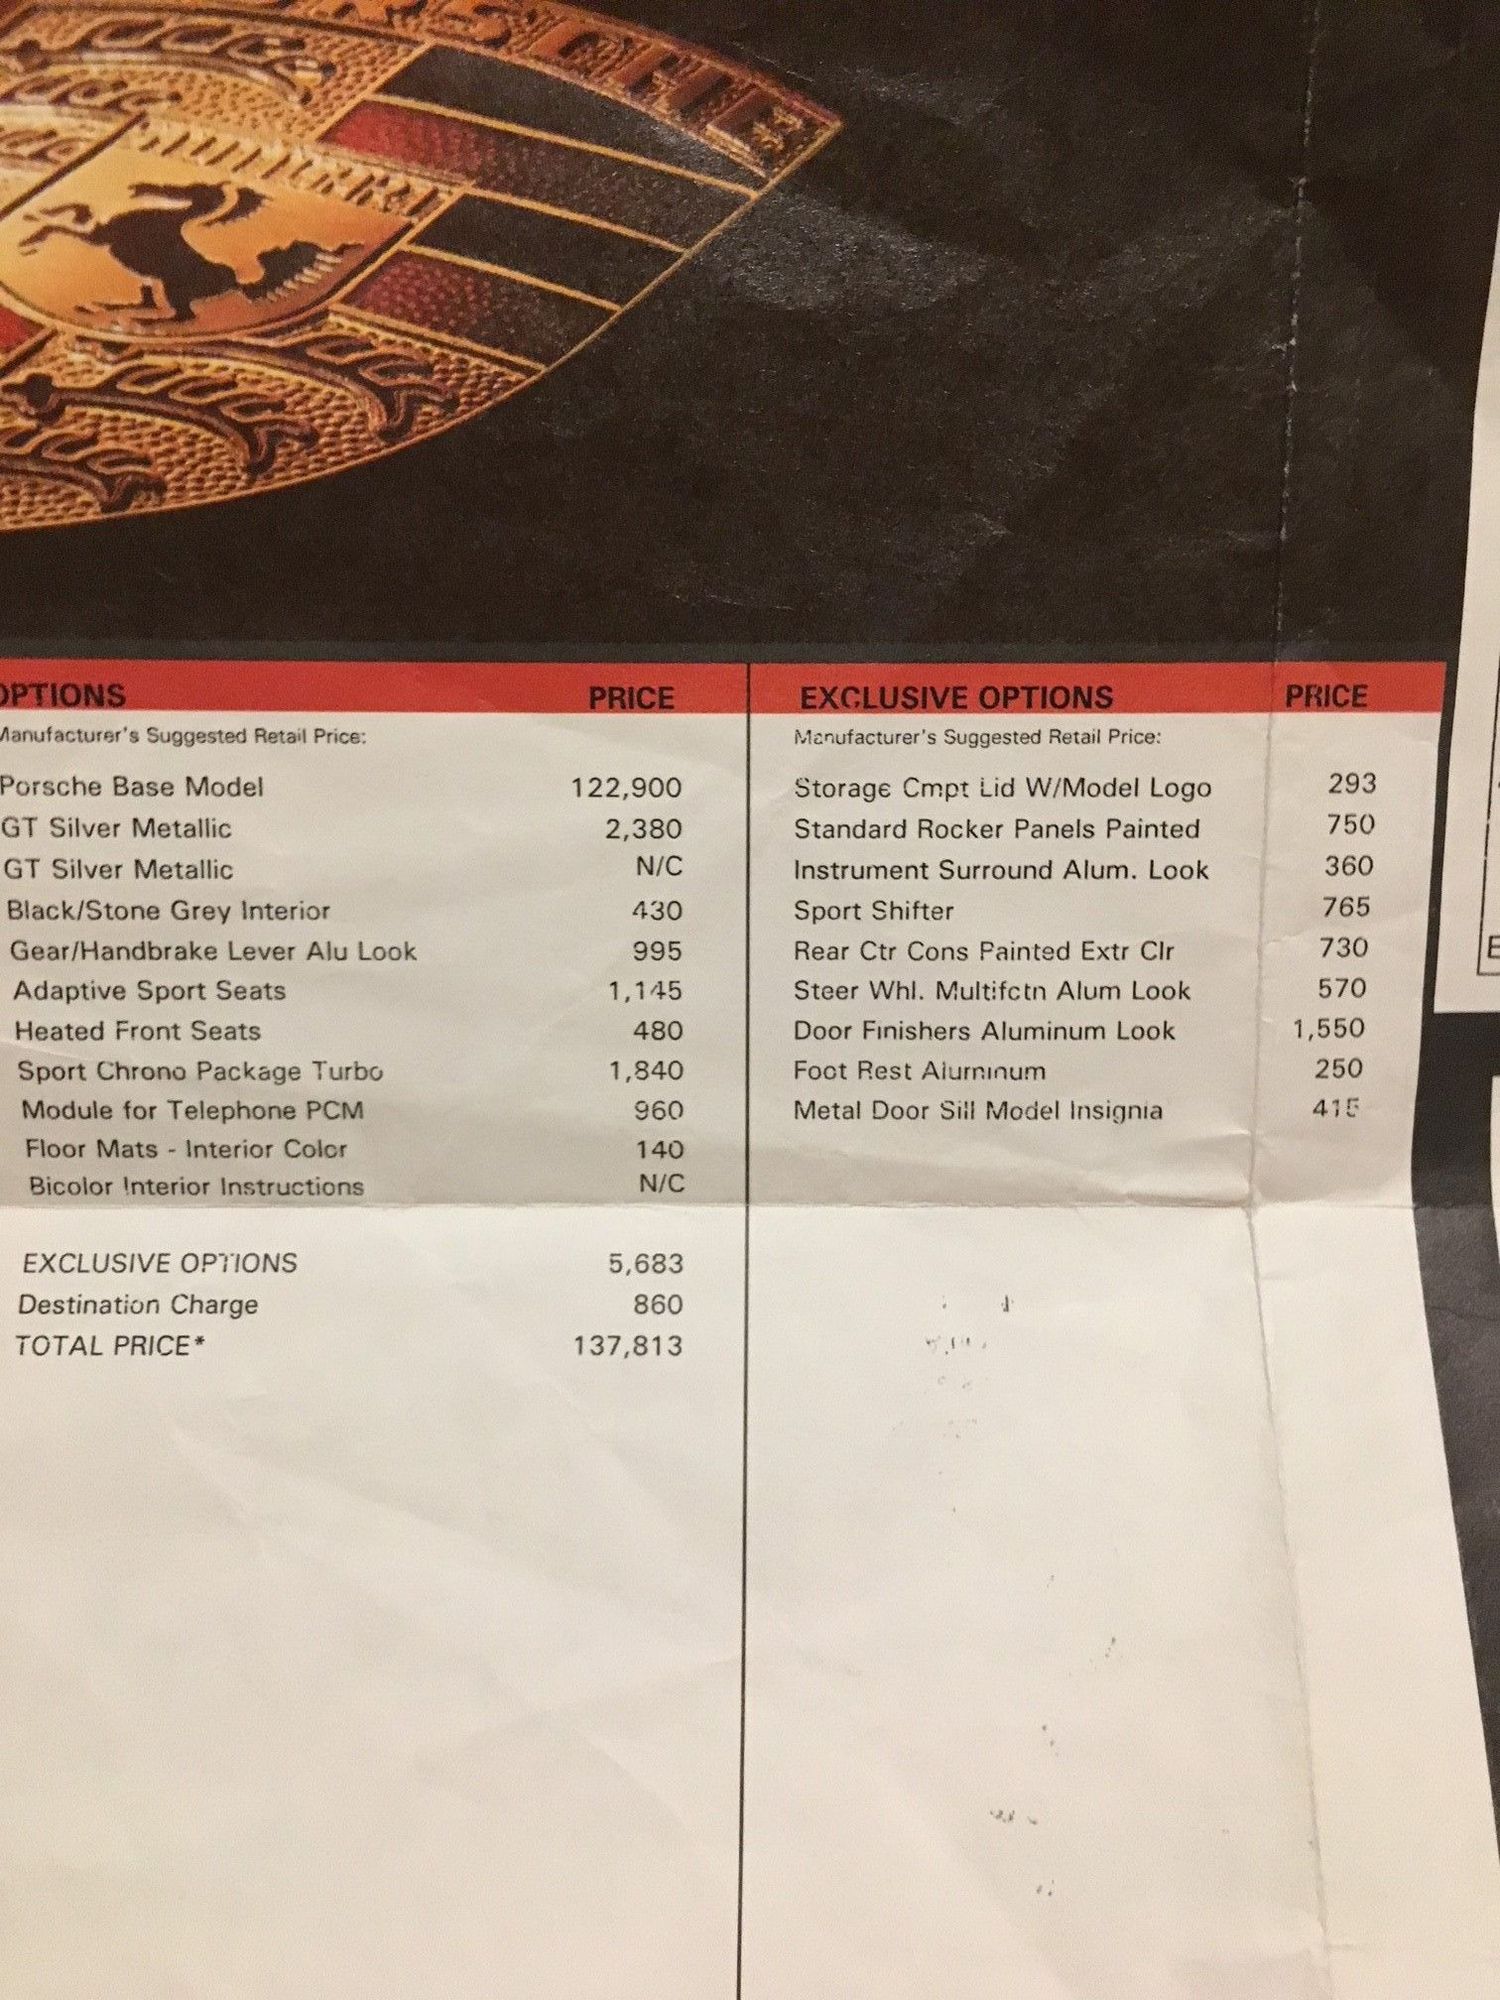 OPTIONS PRICE
Manufacturer's Suggested Retail Price:
Porsche Base Model 122,900
GT Silver Metallic 2,380
GT Silver Metallic N/C
Black/Stone Grey Interior 430
Gear/Handbrake Lever Alu Look 995
Adaptive Sport Seats 1,145
Heated Front Seats 480
Sport Chrono Package Turbo 1,840
Module for Telephone PCM 960
Floor Mats - Interior Color 140
Bicolor Interior Instructions N/C
EXCLUSIVE OPTIONS 5,683
Destination Charge 860
TOTAL PRICE* 137,813
EXCLUSIVE OPTIONS PRICE
Manufacturer's Suggested Retail Price:
Storage Cmpt Lid W/Model Logo 293
Standard Rocker Panels Painted 750
Instrument Surround Alum. Look 360
Sport Shifter 765
Rear Ctr Cons Painted Extr Clr 730
Steer Whl. Multifctn Alum Look 570
Door Finishers Aluminum Look 1,550
Foot Rest Aluminum 250
Metal Door Sill Model Insignia 415